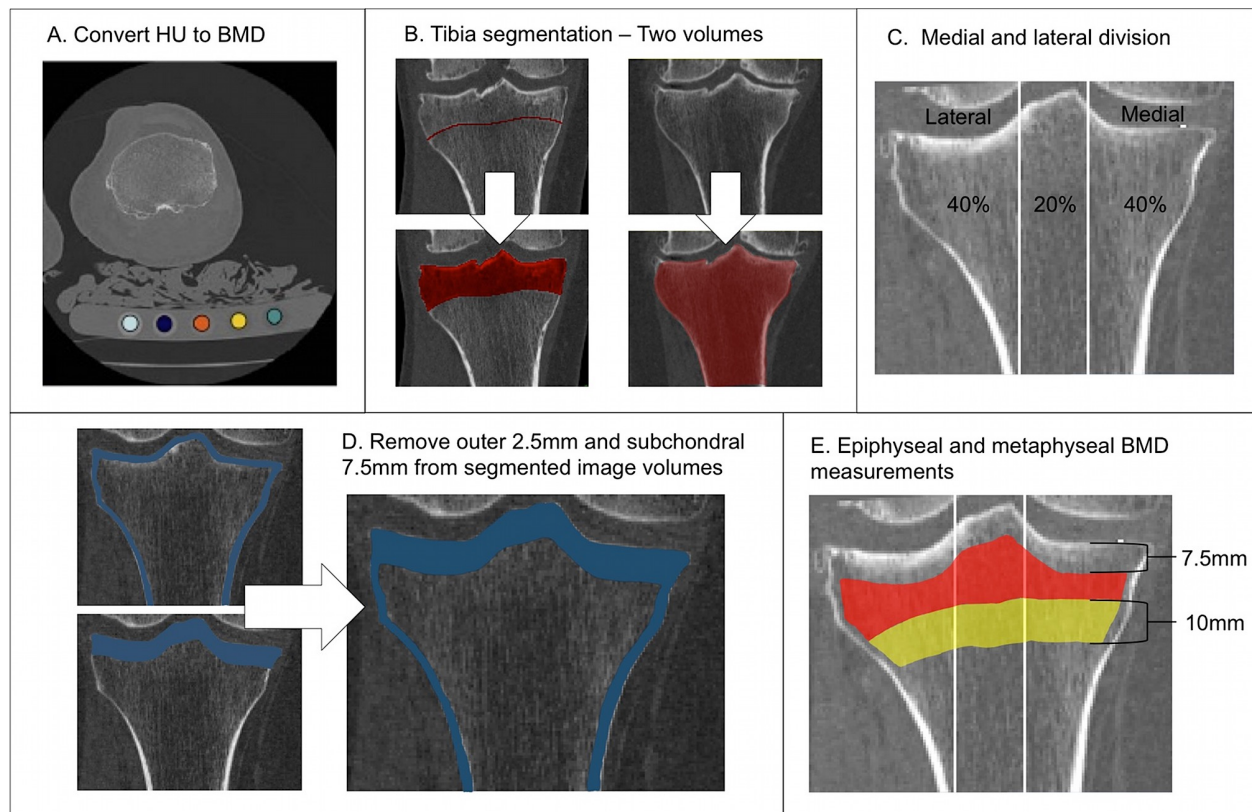 A. Convert HU to BMD
B. Tibia segmentation – Two volumes
C. Medial and lateral division
Lateral
Medial
40%
20%
40%
D. Remove outer 2.5mm and subchondral
7.5mm from segmented image volumes
E. Epiphyseal and metaphyseal BMD
measurements
7.5mm
10mm